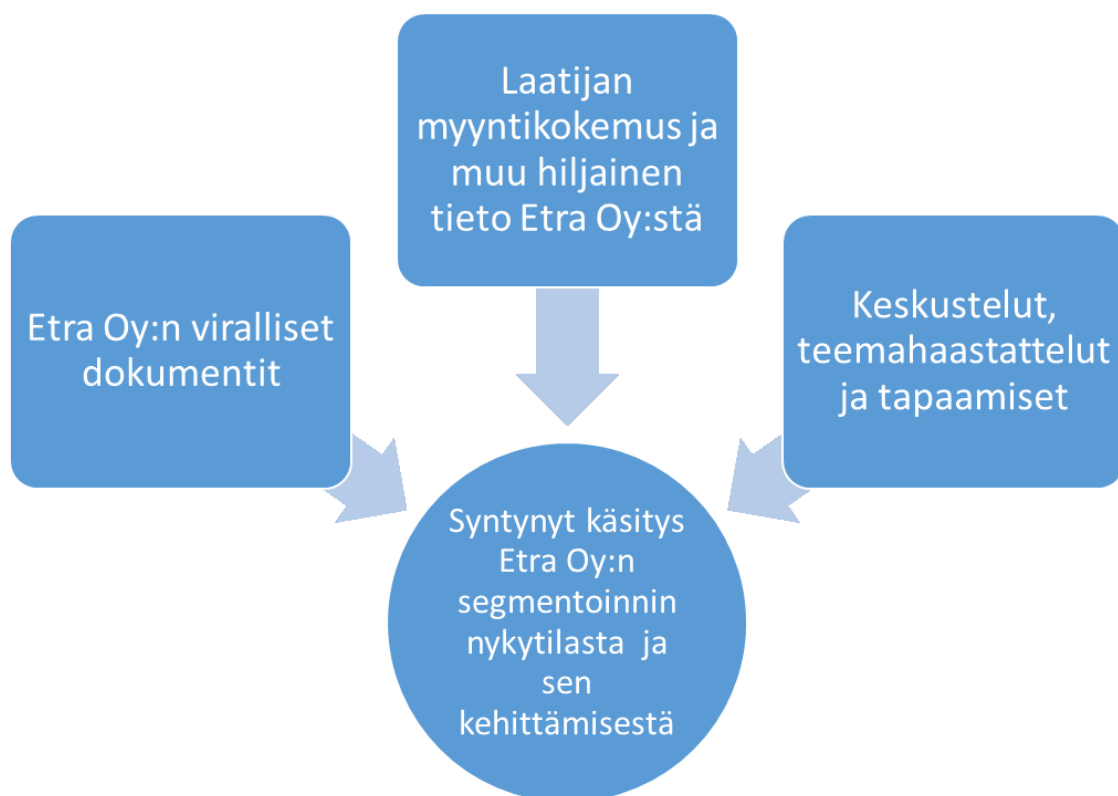 Laatijan
myyntikokemus ja
muu hiljainen
tieto Etra Oy:stä
Etra Oy:n viralliset
dokumentit
Keskustelut,
teemahaastattelut
ja tapaamiset
Syntynyt käsitys
Etra Oy:n
segmentoinnin
nykytilasta ja
sen
kehittämisestä